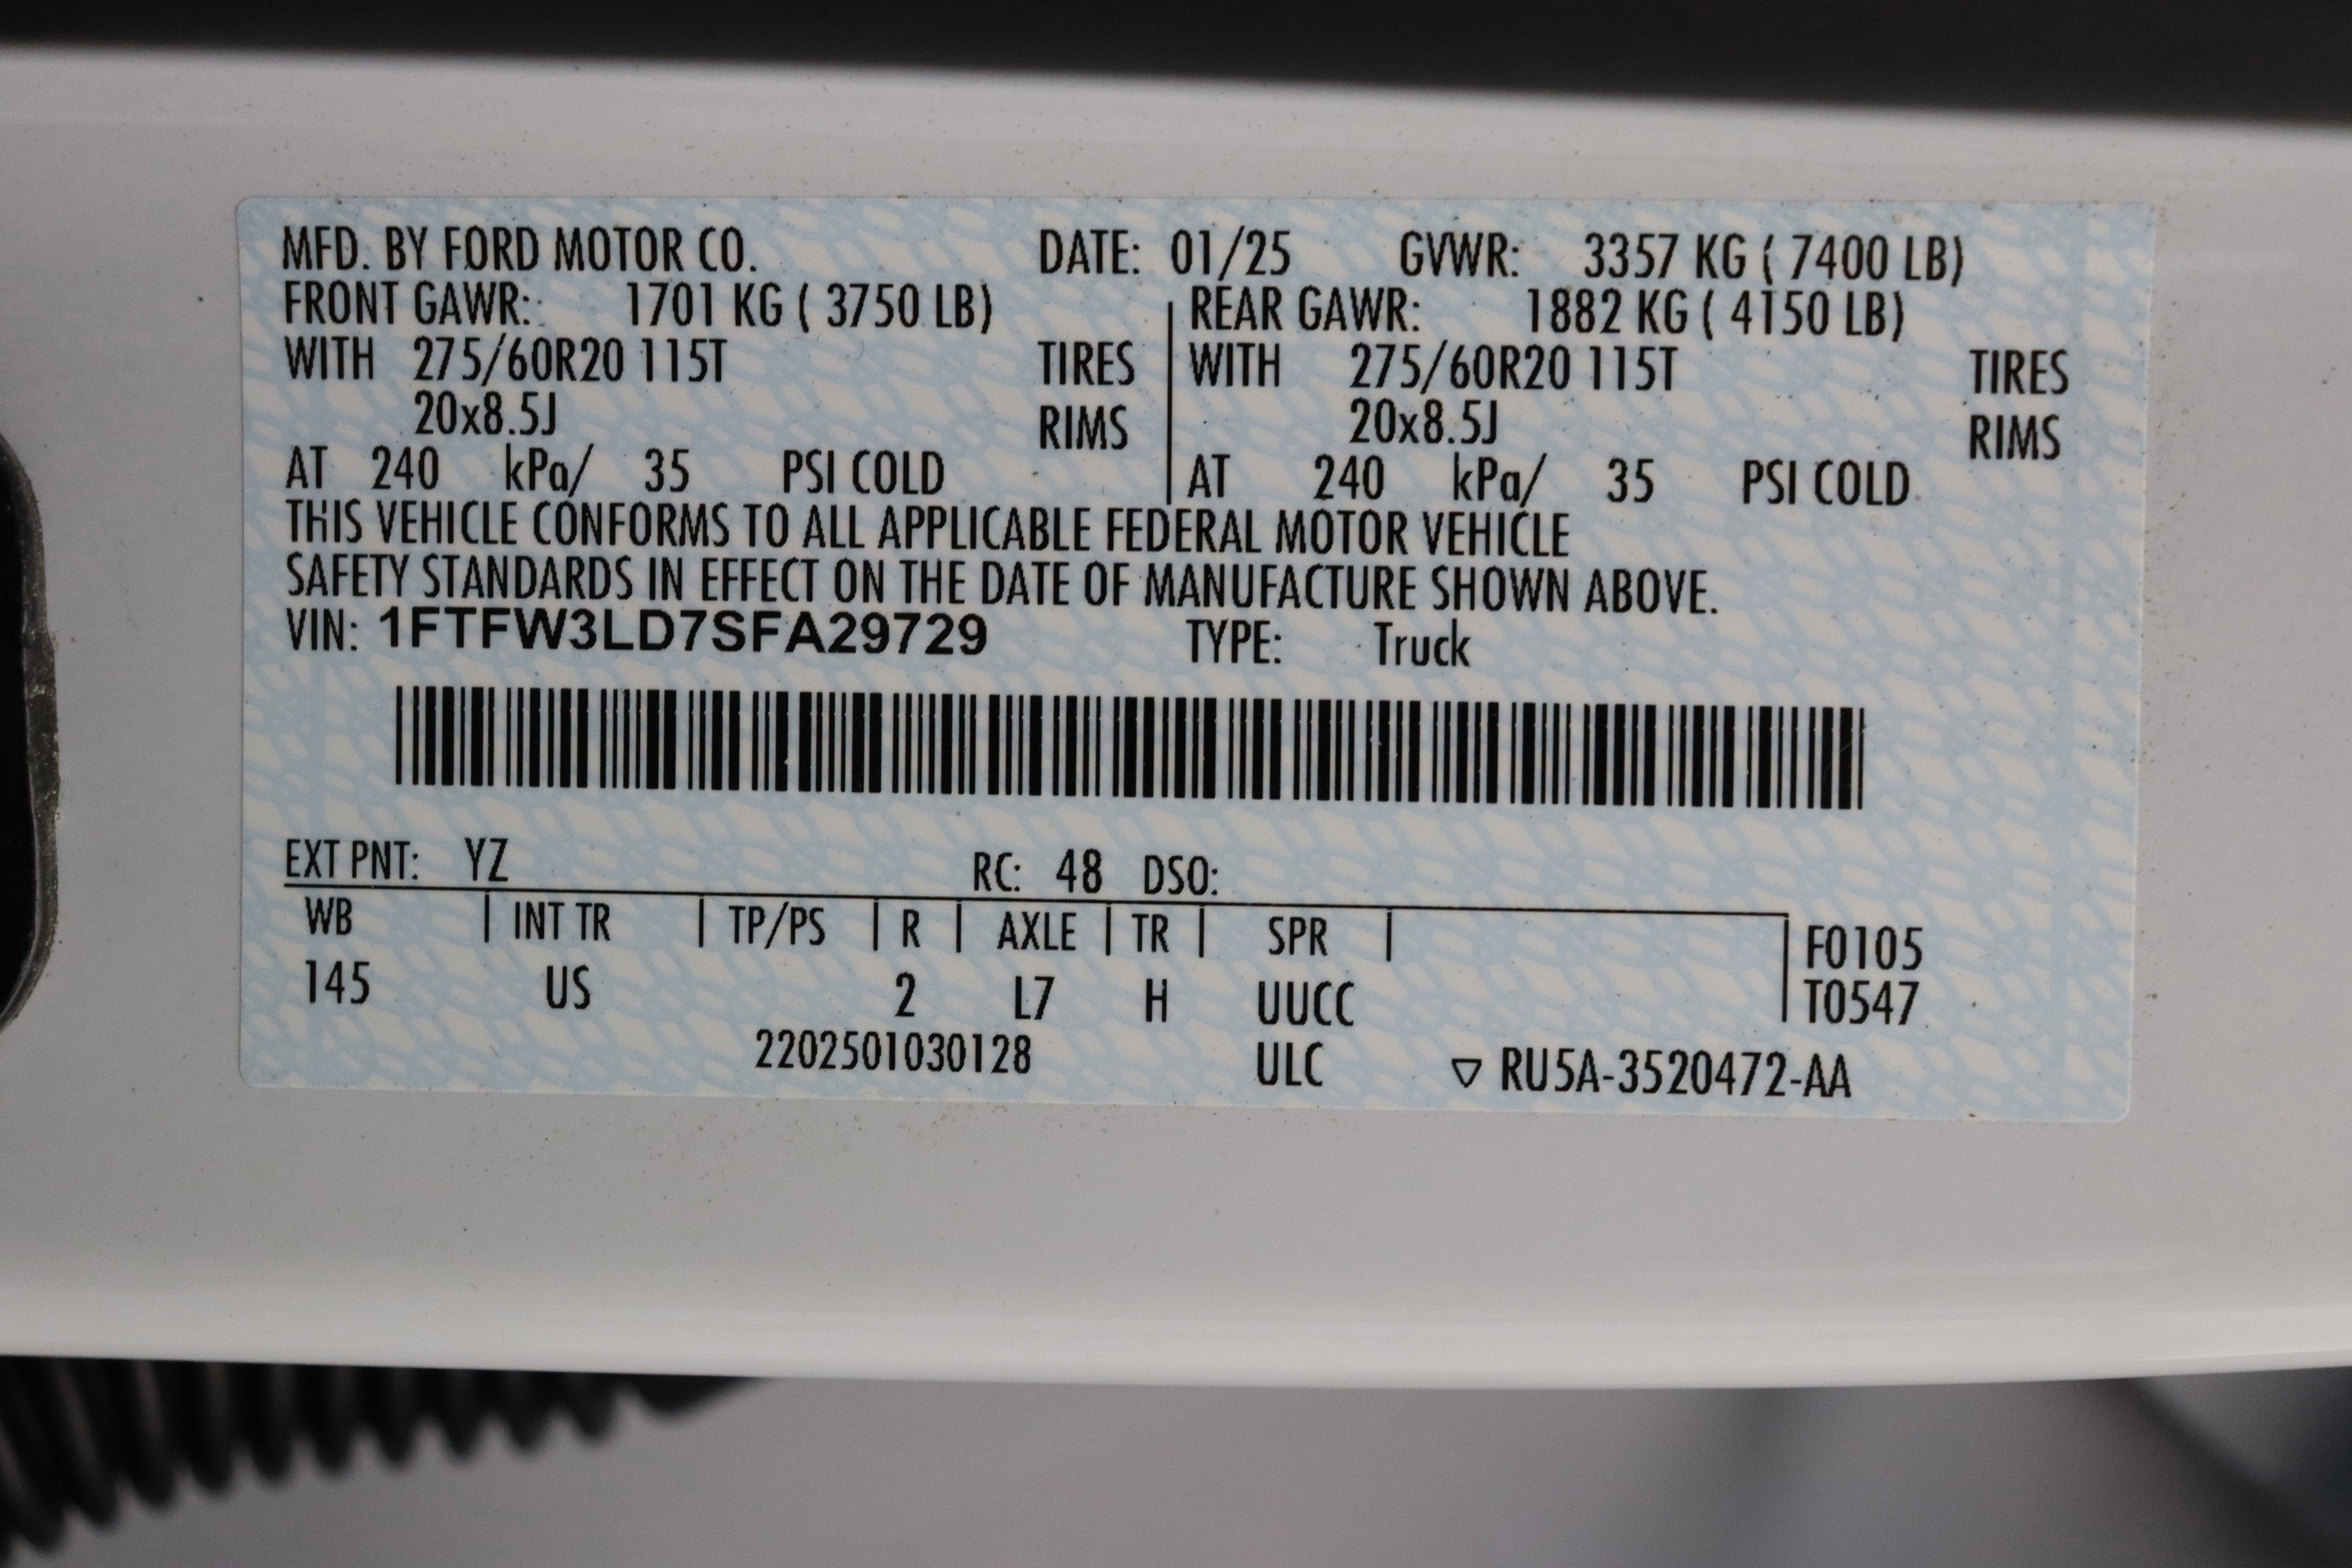 MFD. BY FORD MOTOR CO. DATE: 01/25 GVWR: 3357 KG ( 7400 LB)
FRONT GAWR: 1701 KG ( 3750 LB) REAR GAWR: 1882 KG ( 4150 LB)
WITH 275/60R20 115T TIRES WITH 275/60R20 115T TIRES
20x8.5J RIMS 20x8.5J RIMS
AT 240 kPa/ 35 PSI COLD AT 240 kPa/ 35 PSI COLD
THIS VEHICLE CONFORMS TO ALL APPLICABLE FEDERAL MOTOR VEHICLE
SAFETY STANDARDS IN EFFECT ON THE DATE OF MANUFACTURE SHOWN ABOVE.
VIN: 1FTFW3LD7SFA29729 TYPE: Truck
EXT PNT: YZ RC: 48 DSO:
WB INT TR TP/PS R AXLE TR SPR F0105
145 US 2 L7 H UUCC T0547
2202501030128 ULC ▽ RU5A-3520472-AA